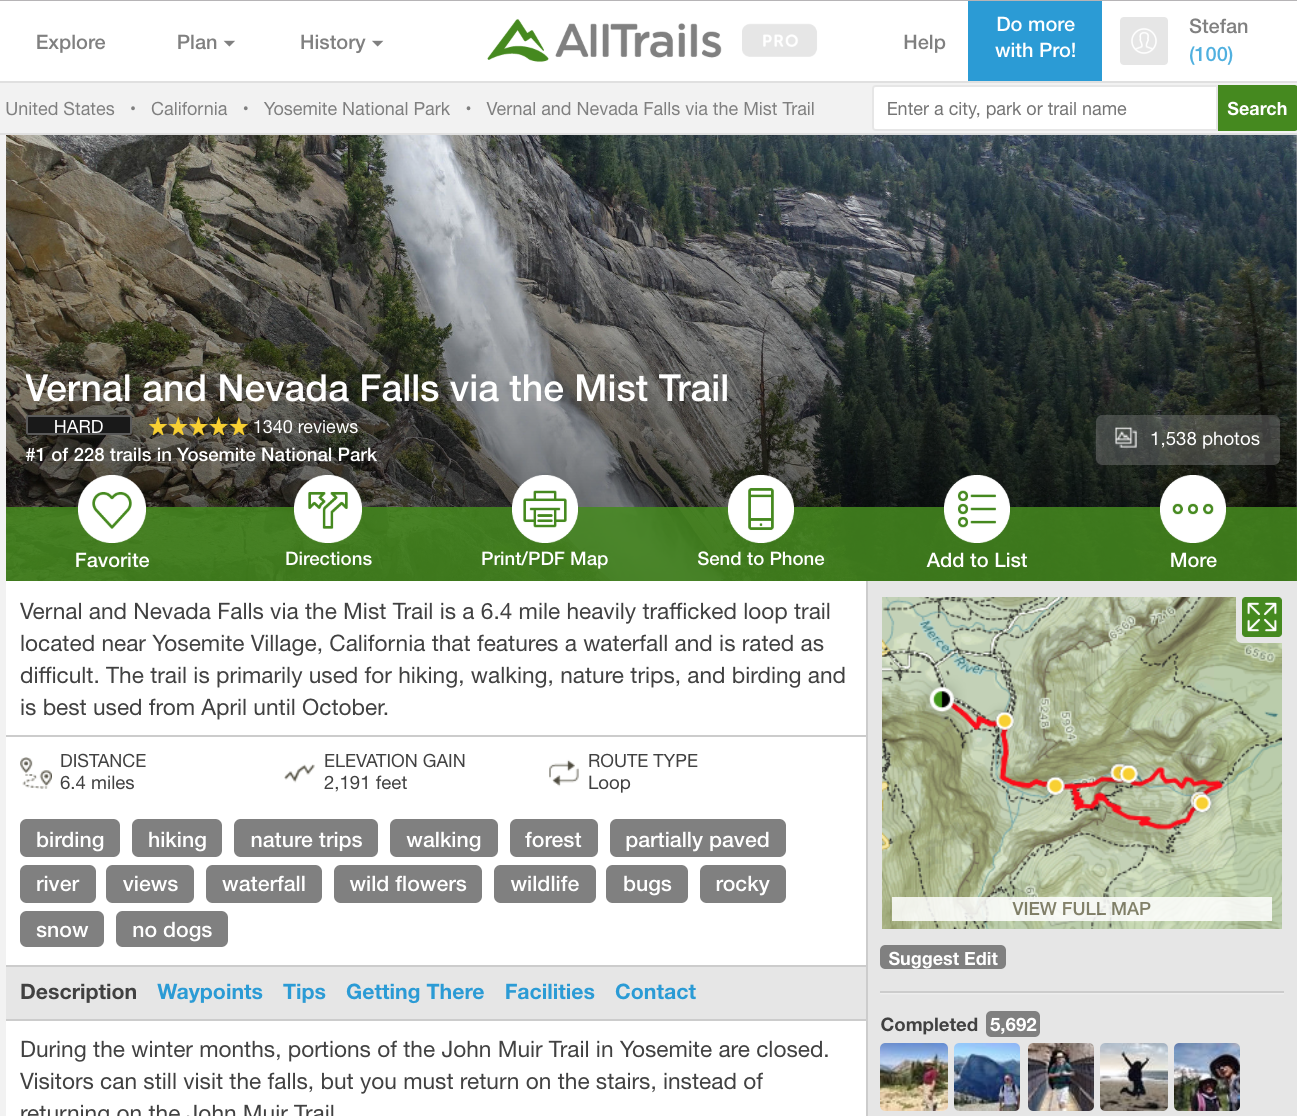 Explore
Plan
History
AllTrails
PRO
Help
Do more
with Pro!
Stefan
(100)
United States • California • Yosemite National Park • Vernal and Nevada Falls via the Mist Trail
Enter a city, park or trail name
Search
Vernal and Nevada Falls via the Mist Trail
HARD
1340 reviews
#1 of 228 trails in Yosemite National Park
1,538 photos
Favorite
Directions
Print/PDF Map
Send to Phone
Add to List
More
Vernal and Nevada Falls via the Mist Trail is a 6.4 mile heavily trafficked loop trail
located near Yosemite Village, California that features a waterfall and is rated as
difficult. The trail is primarily used for hiking, walking, nature trips, and birding and
is best used from April until October.
DISTANCE
6.4 miles
ELEVATION GAIN
2,191 feet
ROUTE TYPE
Loop
birding
hiking
nature trips
walking
forest
partially paved
river
views
waterfall
wild flowers
wildlife
bugs
rocky
snow
no dogs
Description
Waypoints
Tips
Getting There
Facilities
Contact
During the winter months, portions of the John Muir Trail in Yosemite are closed.
Visitors can still visit the falls, but you must return on the stairs, instead of
returning on the John Muir Trail
Merced River
6560
5248
5904
VIEW FULL MAP
Suggest Edit
Completed 5,692